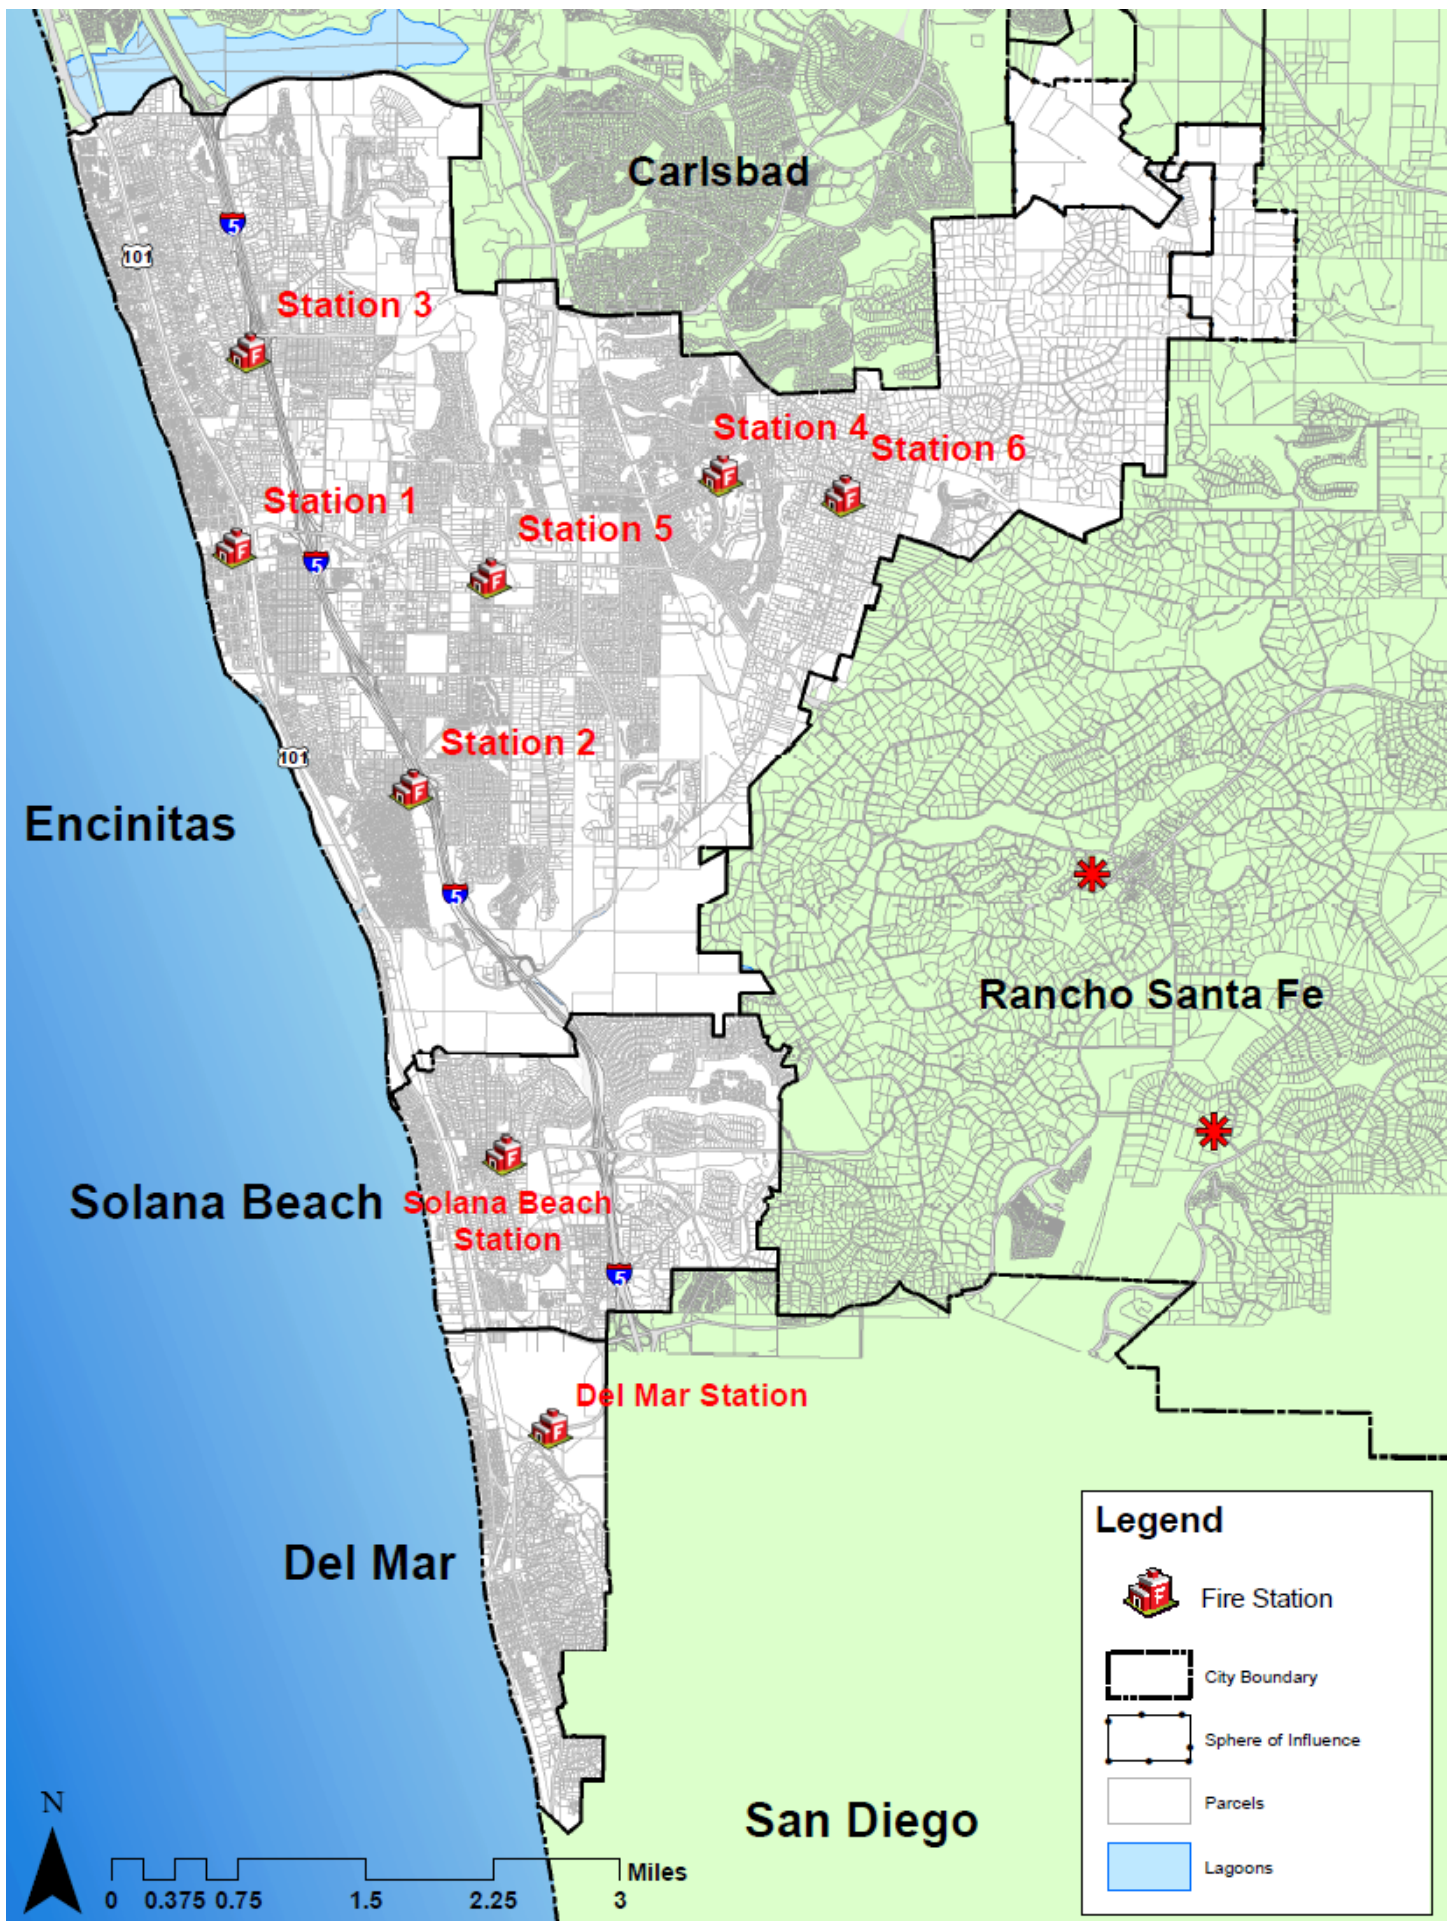 Carlsbad
5
101
Station 3
Station 4
Station 6
Station 1
Station 5
5
Station 2
101
Encinitas
5
Rancho Santa Fe
Solana Beach
Solana Beach
Station
5
Del Mar Station
Del Mar
San Diego
Legend
Fire Station
City Boundary
Sphere of Influence
Parcels
Lagoons
N
Miles
0 0.375 0.75 1.5 2.25 3